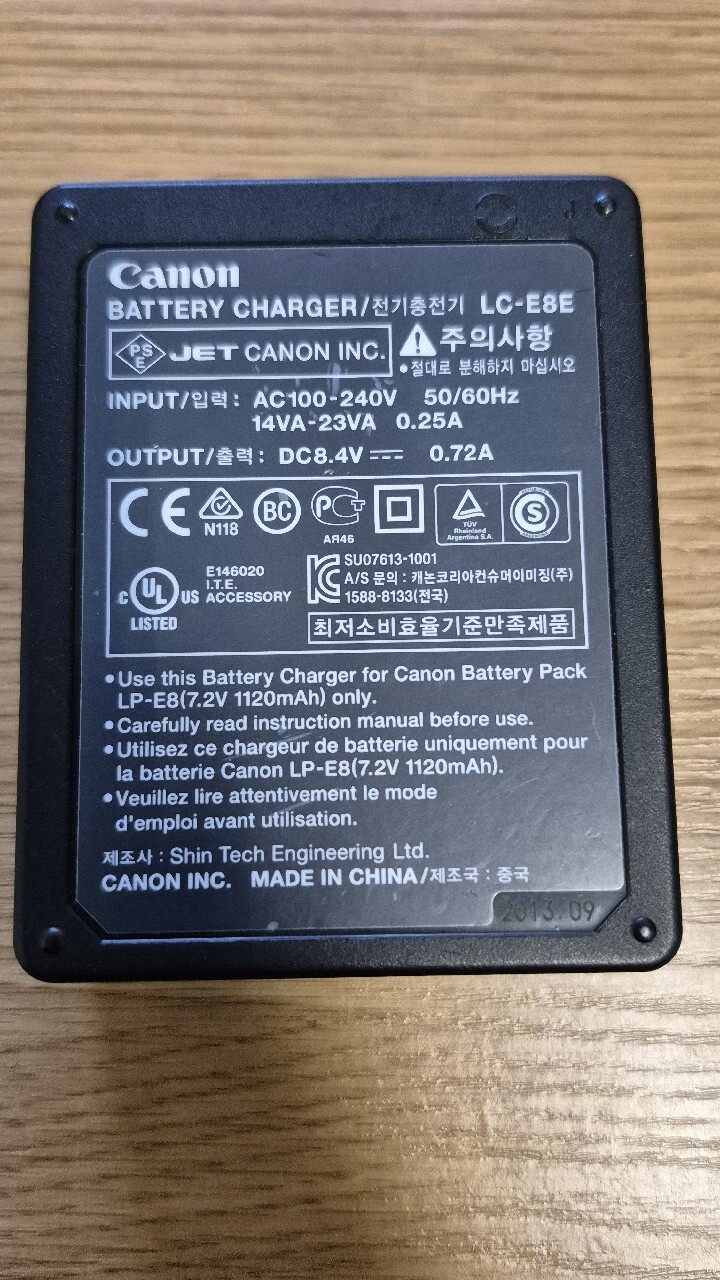 Canon
BATTERY CHARGER/전기충전기 LC-E8E
PS E JET CANON INC.
⚠주의사항
•절대로 분해하지 마십시오
INPUT/입력: AC100-240V 50/60Hz
14VA-23VA 0.25A
OUTPUT/출력: DC8.4V ⎓ 0.72A
CE
N118
BC
РСТ
АЯ46
TÜV
Rheinland
Argentina S.A.
S
c UL US
LISTED
E146020
I.T.E.
ACCESSORY
SU07613-1001
A/S 문의 : 캐논코리아컨슈머이미징(주)
1588-8133(전국)
최저소비효율기준만족제품
•Use this Battery Charger for Canon Battery Pack
LP-E8(7.2V 1120mAh) only.
•Carefully read instruction manual before use.
•Utilisez ce chargeur de batterie uniquement pour
la batterie Canon LP-E8(7.2V 1120mAh).
•Veuillez lire attentivement le mode
d'emploi avant utilisation.
제조사 : Shin Tech Engineering Ltd.
CANON INC. MADE IN CHINA/제조국 : 중국
2013.09